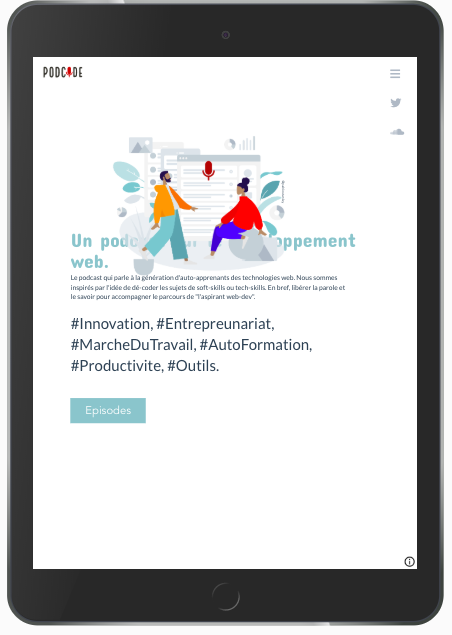 PODCODE
Un podc oppement
web.
Le podcast qui parle à la génération d'auto-apprenants des technologies web. Nous sommes
inspirés par l'idée de dé-coder les sujets de soft-skills ou tech-skills. En bref, libérer la parole et
le savoir pour accompagner le parcours de "l'aspirant web-dev".
#Innovation, #Entrepreunariat,
#MarcheDuTravail, #AutoFormation,
#Productivite, #Outils.
Episodes